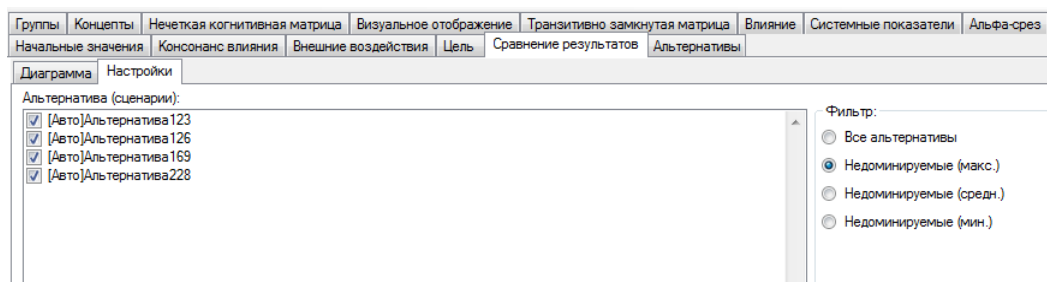 Группы Концепты Нечеткая когнитивная матрица Визуальное отображение Транзитивно замкнутая матрица Влияние Системные показатели Альфа-срез
Начальные значения Консонанс влияния Внешние воздействия Цель Сравнение результатов Альтернативы
Диаграмма Настройки
Альтернатива (сценарии):
[Авто]Альтернатива123
[Авто]Альтернатива126
[Авто]Альтернатива169
[Авто]Альтернатива228
Фильтр:
Все альтернативы
Недоминируемые (макс.)
Недоминируемые (средн.)
Недоминируемые (мин.)